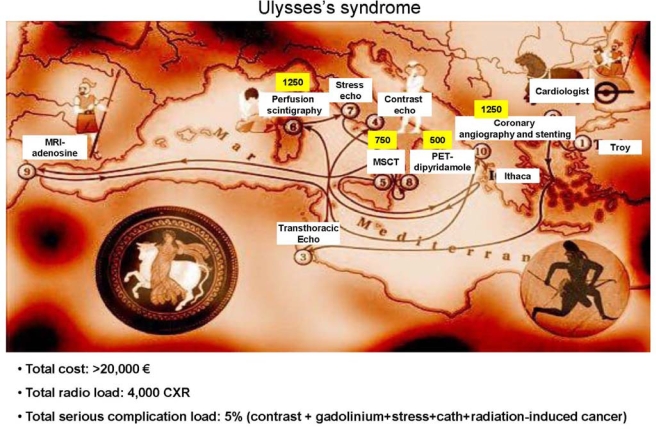 Ulysses's syndrome
1250
Stress
echo
Perfusion
scintigraphy
Contrast
echo
Cardiologist
1250
Coronary
angiography and stenting
MRI-
adenosine
Mar
750
500
MSCT
PET-
dipyridamole
Troy
Ithaca
Transthoracic
Echo
Mediterran
1
3
4
5
6
7
8
9
10
• Total cost: >20,000 €
• Total radio load: 4,000 CXR
• Total serious complication load: 5% (contrast + gadolinium+stress+cath+radiation-induced cancer)